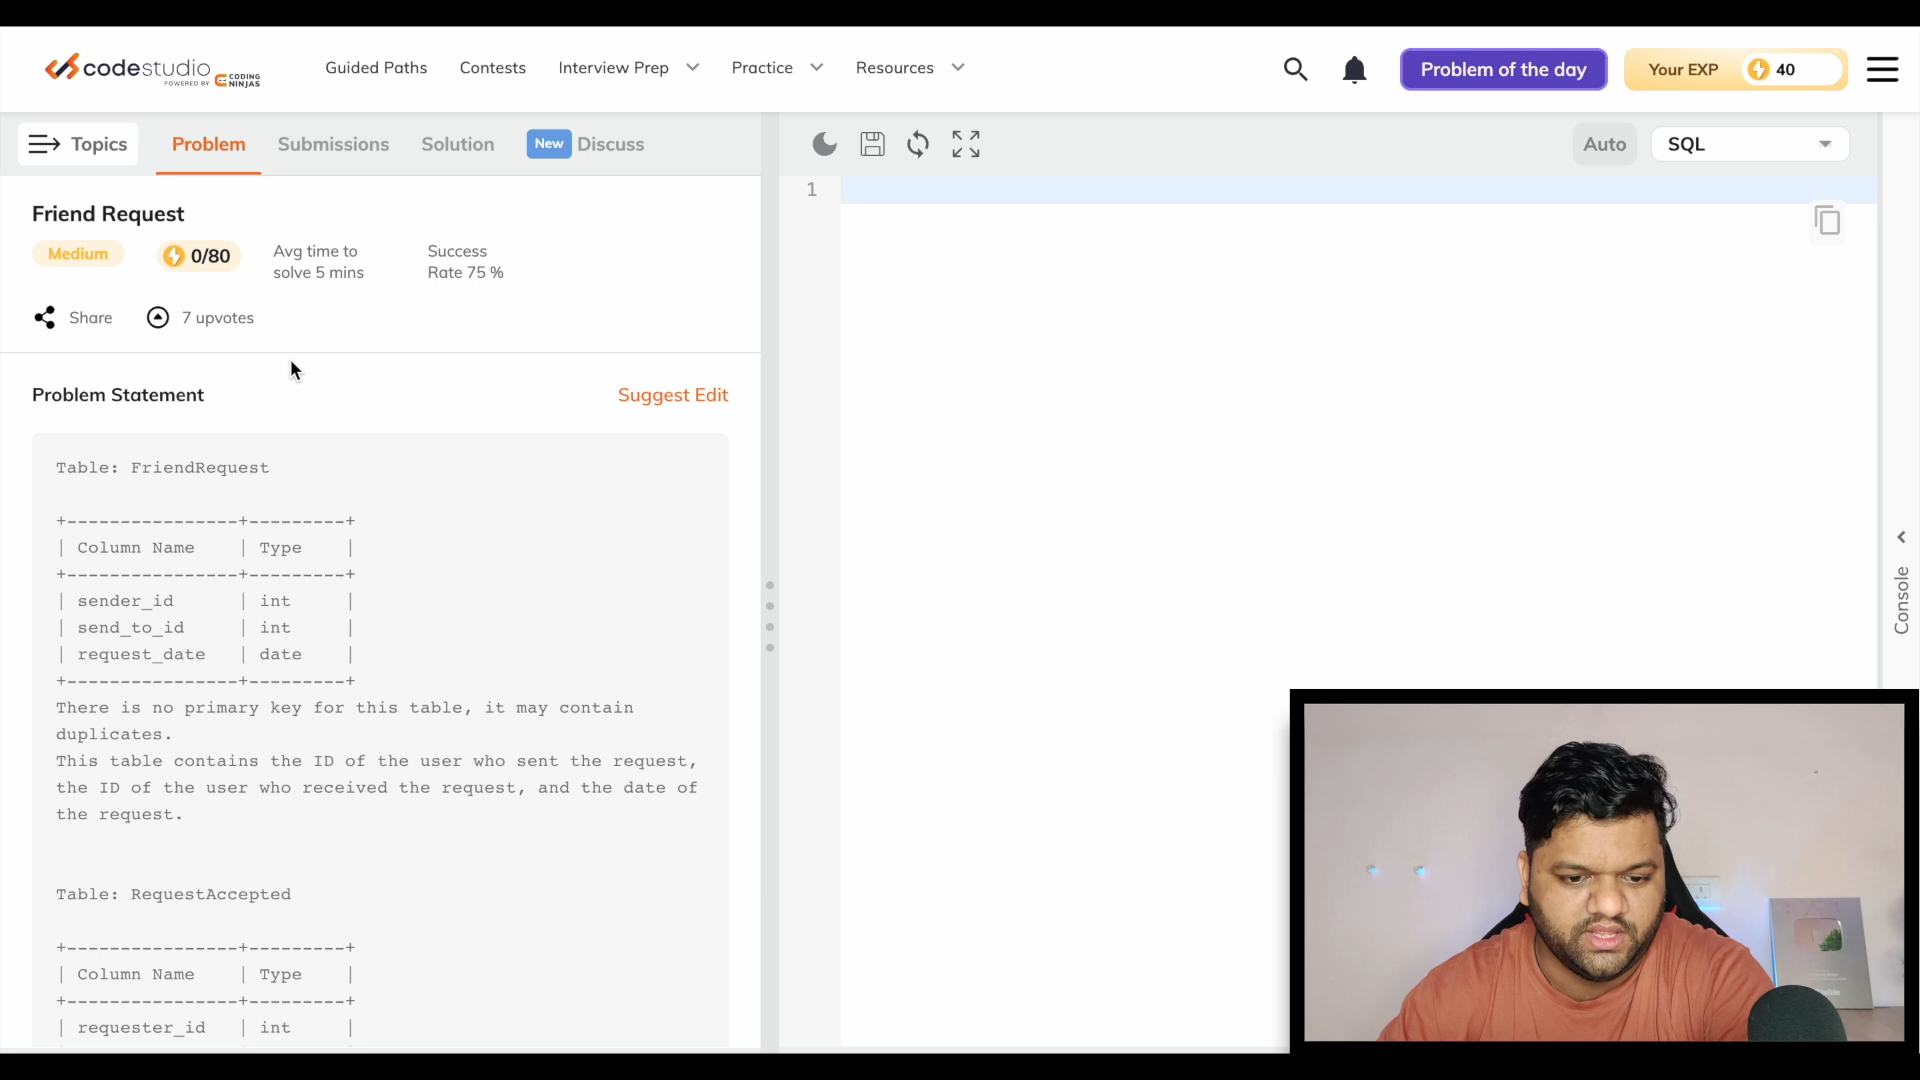 codestudio
POWERED BY CODING NINJAS
Guided Paths
Contests
Interview Prep
Practice
Resources
Problem of the day
Your EXP
40
Topics
Problem
Submissions
Solution
New
Discuss
Auto
SQL
1
Friend Request
Medium
0/80
Avg time to
solve 5 mins
Success
Rate 75 %
Share
7 upvotes
Problem Statement
Suggest Edit
Table: FriendRequest
+----------------+---------+
| Column Name    | Type    |
+----------------+---------+
| sender_id      | int     |
| send_to_id     | int     |
| request_date   | date    |
+----------------+---------+
There is no primary key for this table, it may contain
duplicates.
This table contains the ID of the user who sent the request,
the ID of the user who received the request, and the date of
the request.
Table: RequestAccepted
+----------------+---------+
| Column Name    | Type    |
+----------------+---------+
| requester_id   | int     |
Console